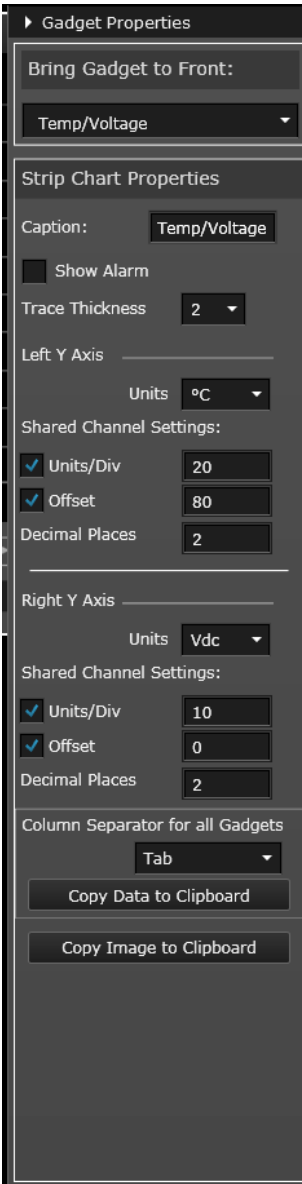 Gadget Properties
Bring Gadget to Front:
Temp/Voltage
Strip Chart Properties
Caption: Temp/Voltage
Show Alarm
Trace Thickness 2
Left Y Axis
Units ºC
Shared Channel Settings:
Units/Div 20
Offset 80
Decimal Places 2
Right Y Axis
Units Vdc
Shared Channel Settings:
Units/Div 10
Offset 0
Decimal Places 2
Column Separator for all Gadgets
Tab
Copy Data to Clipboard
Copy Image to Clipboard